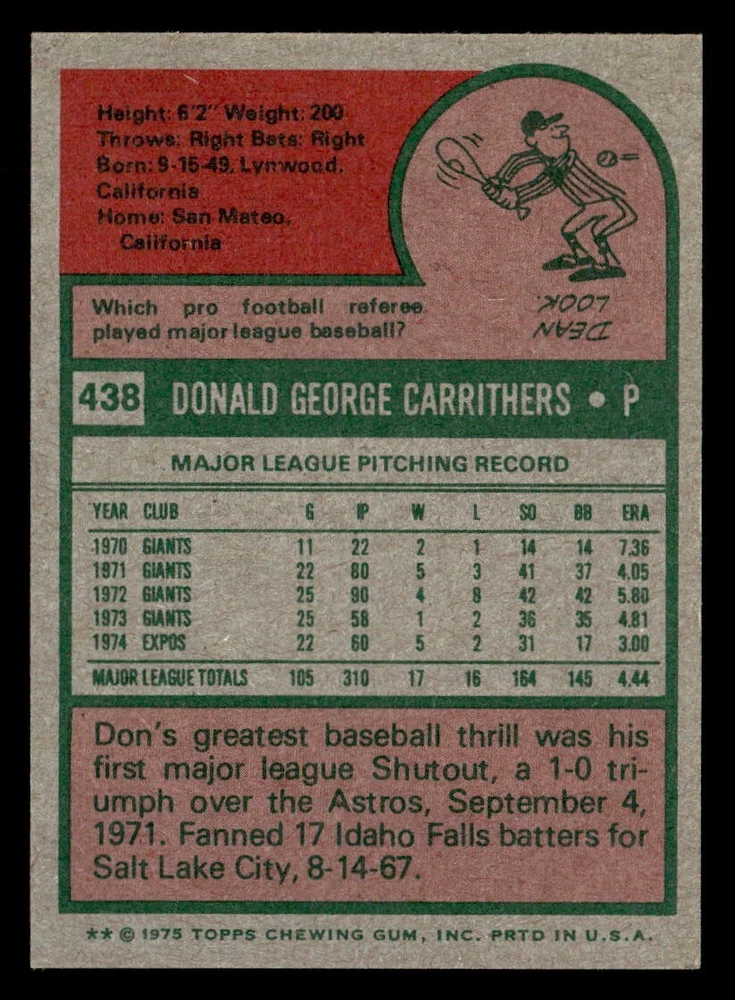 Height: 6'2" Weight: 200
Throws: Right Bats: Right
Born: 9-15-49, Lynwood,
California
Home: San Mateo,
California
Which pro football referee
played major league baseball?
DEAN
LOOK.
438 DONALD GEORGE CARRITHERS • P
MAJOR LEAGUE PITCHING RECORD
YEAR CLUB G IP W L SO BB ERA
1970 GIANTS 11 22 2 1 14 14 7.36
1971 GIANTS 22 80 5 3 41 37 4.05
1972 GIANTS 25 90 4 8 42 42 5.80
1973 GIANTS 25 58 1 2 36 35 4.81
1974 EXPOS 22 60 5 2 31 17 3.00
MAJOR LEAGUE TOTALS 105 310 17 16 164 145 4.44
Don's greatest baseball thrill was his
first major league Shutout, a 1-0 tri-
umph over the Astros, September 4,
1971. Fanned 17 Idaho Falls batters for
Salt Lake City, 8-14-67.
** © 1975 TOPPS CHEWING GUM, INC. PRTD IN U.S.A.